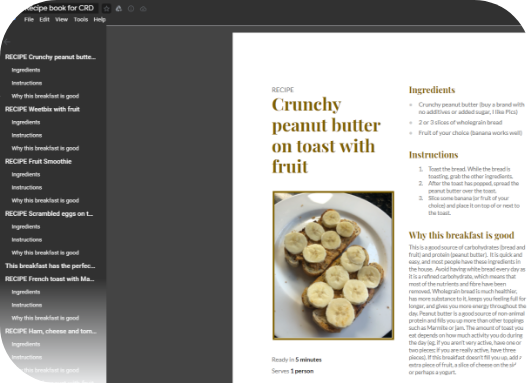 Recipe book for CRD
File Edit View Tools Help
RECIPE Crunchy peanut butte...
Ingredients
Instructions
Why this breakfast is good
RECIPE Weetbix with fruit
Ingredients
Instructions
Why this breakfast is good
RECIPE Fruit Smoothie
Ingredients
Instructions
Why this breakfast is good
RECIPE Scrambled eggs on t...
Ingredients
Instructions
Why this breakfast is good
This breakfast has the perfec...
RECIPE French toast with Ma...
Ingredients
Instructions
Why this breakfast is good
RECIPE Ham, cheese and tom...
Ingredients
Instructions
Why this breakfast is good
RECIPE
Crunchy
peanut butter
on toast with
fruit
Ready in 5 minutes
Serves 1 person
Ingredients
Crunchy peanut butter (buy a brand with
no additives or added sugar, I like Pics)
2 or 3 slices of wholegrain bread
Fruit of your choice (banana works well)
Instructions
1. Toast the bread. While the bread is
toasting, grab the other ingredients.
2. After the toast has popped, spread the
peanut butter over the toast.
3. Slice some banana (or fruit of your
choice) and place it on top of or next to
the toast.
Why this breakfast is good
This is a good source of carbohydrates (bread and
fruit) and protein (peanut butter). It is quick and
easy, and most people have these ingredients in
the house. Avoid having white bread every day as
it is a refined carbohydrate, which means that
most of the nutrients and fibre have been
removed. Wholegrain bread is much healthier,
has more substance to it, keeps you feeling full for
longer, and gives you more energy throughout the
day. Peanut butter is a good source of non-animal
protein and fills you up more than other toppings
such as Marmite or jam. The amount of toast you
eat depends on how much activity you do during
the day (eg, if you aren't very active, have one or
two pieces; if you are really active, have three
pieces). If this breakfast doesn't fill you up, add
extra piece of fruit, a slice of cheese on the side
or perhaps a yogurt.